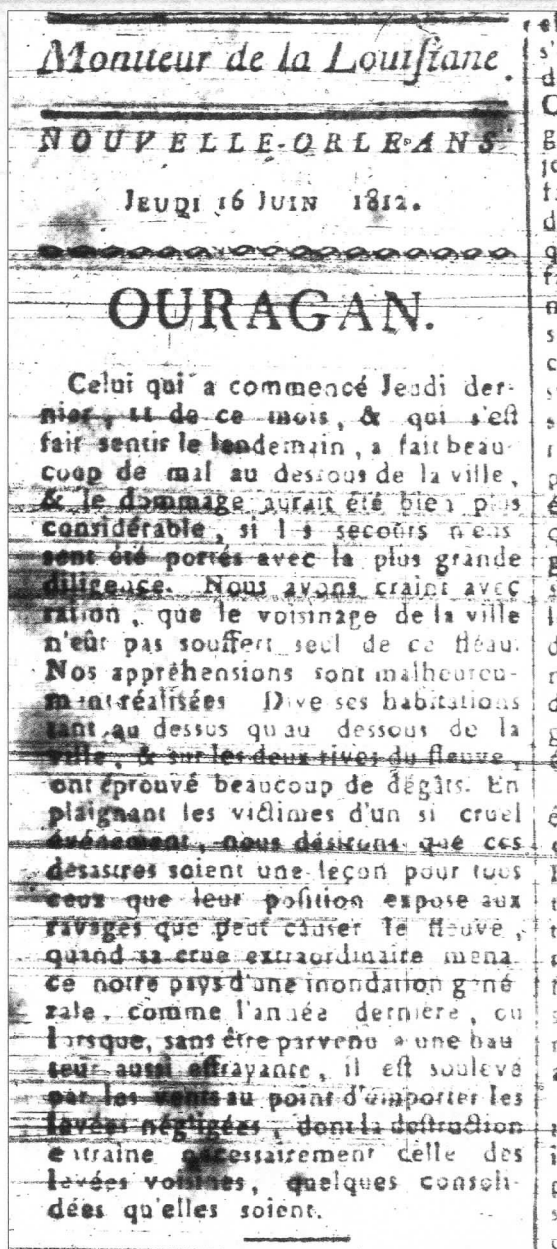 Moniteur de la Louisiane.
NOUVELLE-ORLEANS
JEUDI 16 JUIN 1812.
OURAGAN.
Celui qui a commencé Jeudi der-
nier, 11 de ce mois, & qui s'est
fait sentir le lendemain, a fait beau-
coup de mal au dessous de la ville,
& le dommage aurait été bien plus
considérable, si les secours n'eus
sent été portés avec la plus grande
diligence. Nous avons craint avec
raison, que le voisinage de la ville
n'eût pas souffert seul de ce fléau.
Nos appréhensions sont malheureu-
ment réalisées Diverses habitations
tant au dessus qu'au dessous de la
ville, & sur les deux rives du fleuve,
ont éprouvé beaucoup de dégâts. En
plaignant les victimes d'un si cruel
événement, nous désirons que ces
désastres soient une leçon pour tous
ceux que leur position expose aux
ravages que peut causer le fleuve,
quand sa crue extraordinaire mena
ce notre pays d'une inondation géné
rale, comme l'année dernière, ou
lorsque, sans être parvenu a une hau
teur aussi effrayante, il est soulevé
par les vents au point d'emporter les
levées négligées, dont la destruction
entraîne nécessairement celle des
levées voisines, quelques consoli-
dées qu'elles soient.